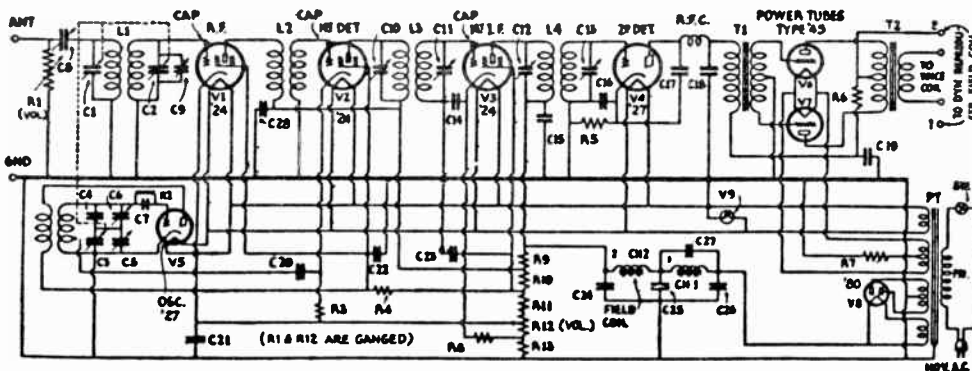 CAP
R.F.
CAP
1ST DET.
C10
L3
C11
CAP
1ST I.F.
C12
L4
C13
2D DET.
R.F.C.
T1
POWER TUBES
TYPE '45
T2
2
ANT
L1
L2
C8
R1
(VOL.)
C1
C2
C9
V1
'24
C28
V2
'24
C14
V3
'24
C15
C16
R5
V4
'27
C17
C18
V6
V7
R6
C19
TO VOICE
COIL
1
GND
C4
C6
R2
C7
C3
C5
V5
OSC.
'27
C20
C22
C23
V9
PT
R9
R10
R11
R12 (VOL.)
R13
2
CH2
C27
CH1
C24
FIELD
COIL
C25
C26
R7
'80
V8
R3
R4
R8
C21
(R1 & R12 ARE GANGED)
110 V. A.C.